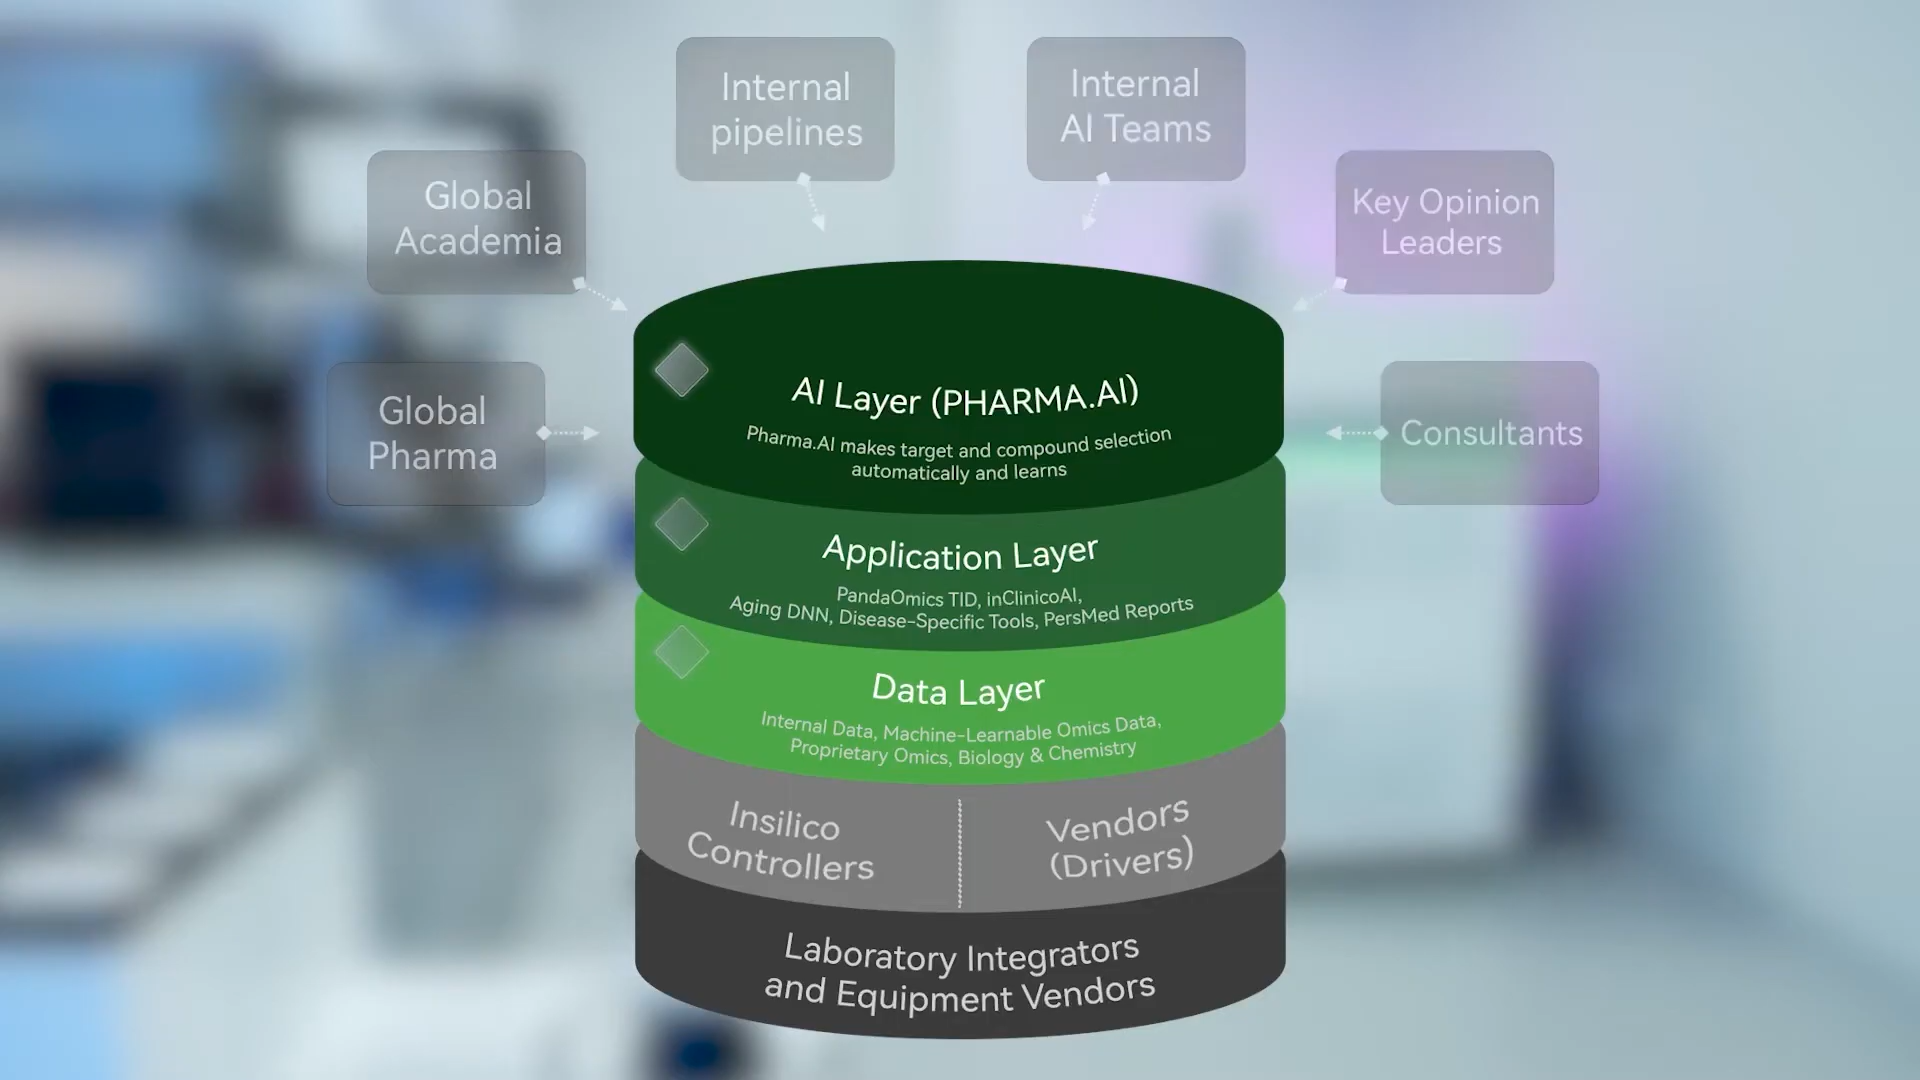 Internal
pipelines
Internal
AI Teams
Global
Academia
Key Opinion
Leaders
Global
Pharma
Consultants
AI Layer (PHARMA.AI)
Pharma.AI makes target and compound selection
automatically and learns
Application Layer
PandaOmics TID, inClinicoAI,
Aging DNN, Disease-Specific Tools, PersMed Reports
Data Layer
Internal Data, Machine-Learnable Omics Data,
Proprietary Omics, Biology & Chemistry
Insilico
Controllers
Vendors
(Drivers)
Laboratory Integrators
and Equipment Vendors